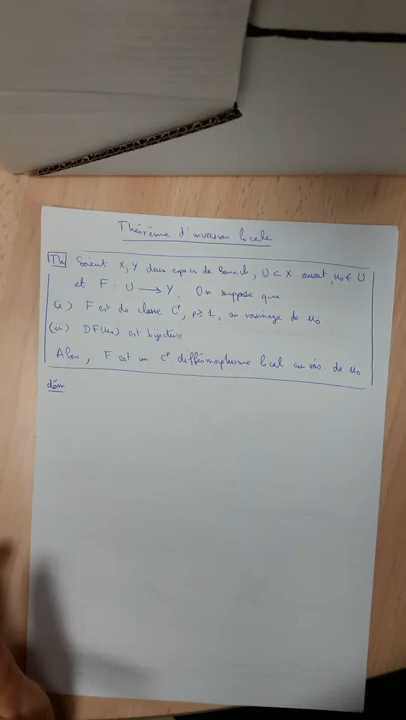 Théorème d'inversion locale
Th Soient X, Y deux espaces de Banach, U ⊂ X ouvert, u₀ ∈ U
et F : U → Y. On suppose que
(i) F est de classe Cᵖ, p ≥ 1, au voisinage de u₀.
(ii) DF(u₀) est bijective
Alors, F est un Cᵖ difféomorphisme local au vois. de u₀
dém